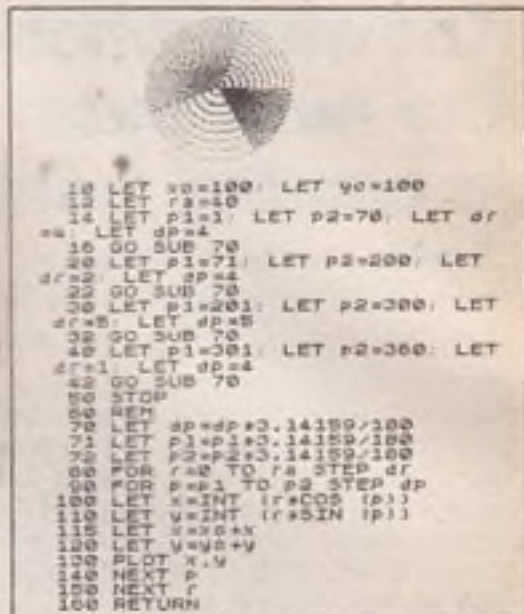 10 LET xo=100: LET yo=100
12 LET ra=40
14 LET p1=1: LET p2=70: LET dr
=4: LET dp=4
16 GO SUB 70
20 LET p1=71: LET p2=200: LET
dr=2: LET dp=4
22 GO SUB 70
30 LET p1=201: LET p2=300: LET
dr=5: LET dp=5
32 GO SUB 70
40 LET p1=301: LET p2=360: LET
dr=1: LET dp=4
42 GO SUB 70
50 STOP
60 REM
70 LET dp=dp*3.14159/180
71 LET p1=p1*3.14159/180
72 LET p2=p2*3.14159/180
80 FOR r=0 TO ra STEP dr
90 FOR p=p1 TO p2 STEP dp
100 LET x=INT (r*COS (p))
110 LET y=INT (r*SIN (p))
115 LET x=xo+x
120 LET y=yo+y
130 PLOT x,y
140 NEXT p
150 NEXT r
160 RETURN